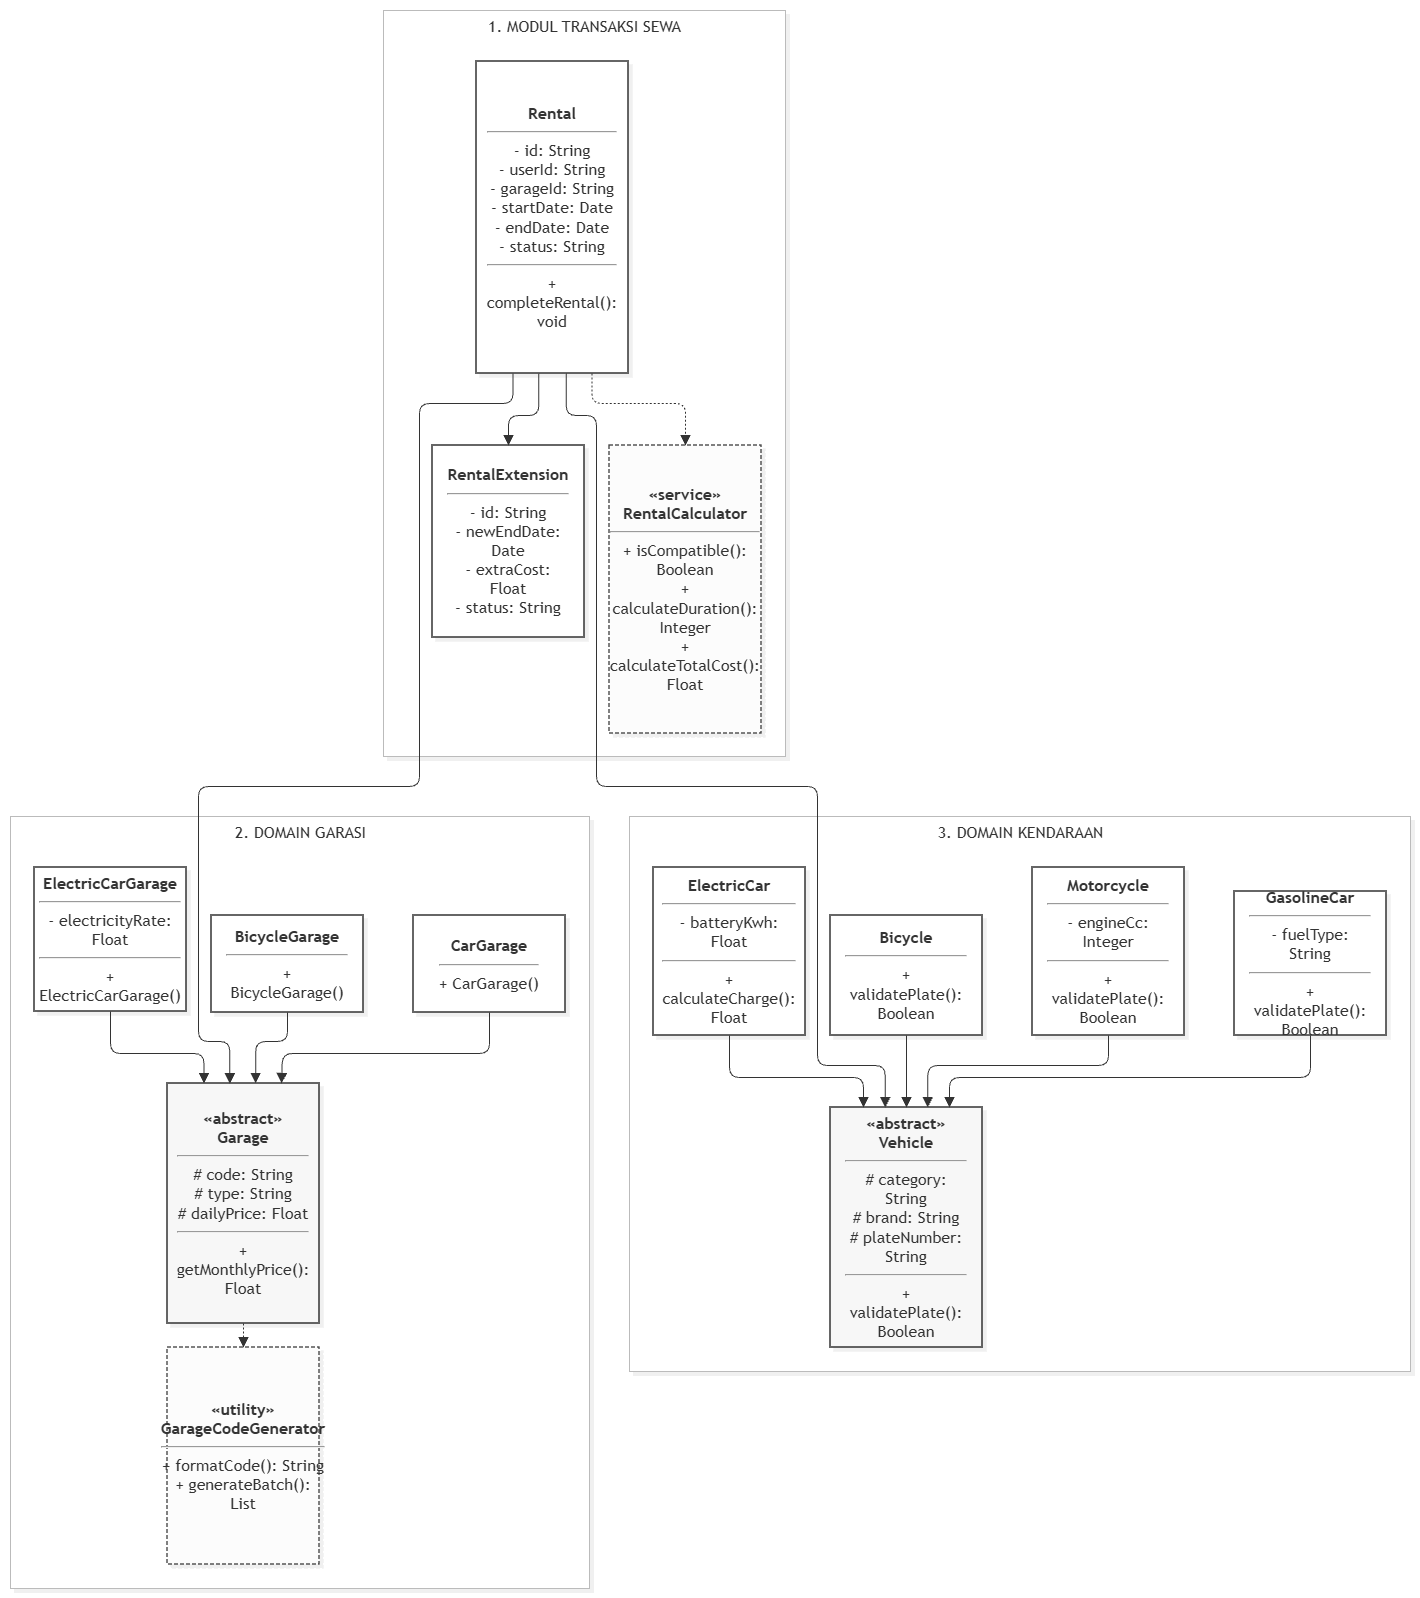 1. MODUL TRANSAKSI SEWA
Rental
- id: String
- userId: String
- garageId: String
- startDate: Date
- endDate: Date
- status: String
+
completeRental():
void
RentalExtension
- id: String
- newEndDate:
Date
- extraCost:
Float
- status: String
«service»
RentalCalculator
+ isCompatible():
Boolean
+
calculateDuration():
Integer
+
calculateTotalCost():
Float
2. DOMAIN GARASI
ElectricCarGarage
- electricityRate:
Float
+
ElectricCarGarage()
BicycleGarage
+
BicycleGarage()
CarGarage
+ CarGarage()
«abstract»
Garage
# code: String
# type: String
# dailyPrice: Float
+
getMonthlyPrice():
Float
«utility»
GarageCodeGenerator
+ formatCode(): String
+ generateBatch():
List
3. DOMAIN KENDARAAN
ElectricCar
- batteryKwh:
Float
+
calculateCharge():
Float
Bicycle
+
validatePlate():
Boolean
Motorcycle
- engineCc:
Integer
+
validatePlate():
Boolean
GasolineCar
- fuelType:
String
+
validatePlate():
Boolean
«abstract»
Vehicle
# category:
String
# brand: String
# plateNumber:
String
+
validatePlate():
Boolean